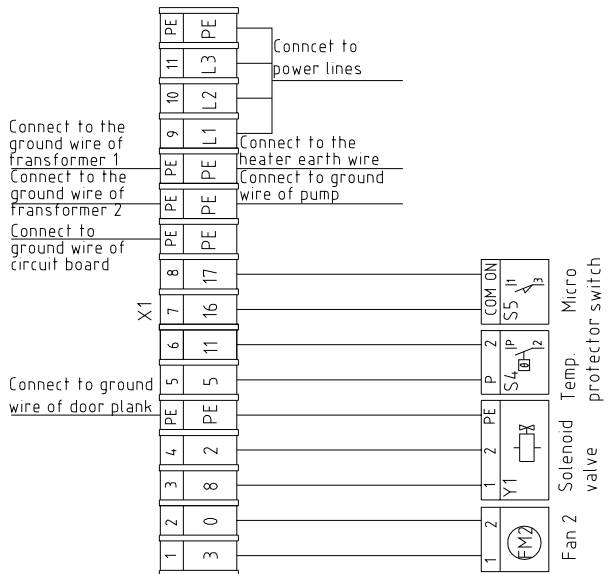 PE PE
11 L3
10 L2
9 L1
PE PE
PE PE
PE PE
8 17
7 16
6 11
5 5
PE PE
4 2
3 8
2 0
1 3
X1
Conncet to
power lines
Connect to the
ground wire of
fransformer 1
Connect to the
ground wire of
fransformer 2
Connect to
ground wire of
circuit board
Connect to the
heater earth wire
Connect to ground
wire of pump
Connect to ground
wire of door plank
COM ON
S5 1 3
Micro
switch
P 2
S4 P 2
θ
Temp.
protector
1 2 PE
Y1
Solenoid
valve
1 2
FM2
Fan 2